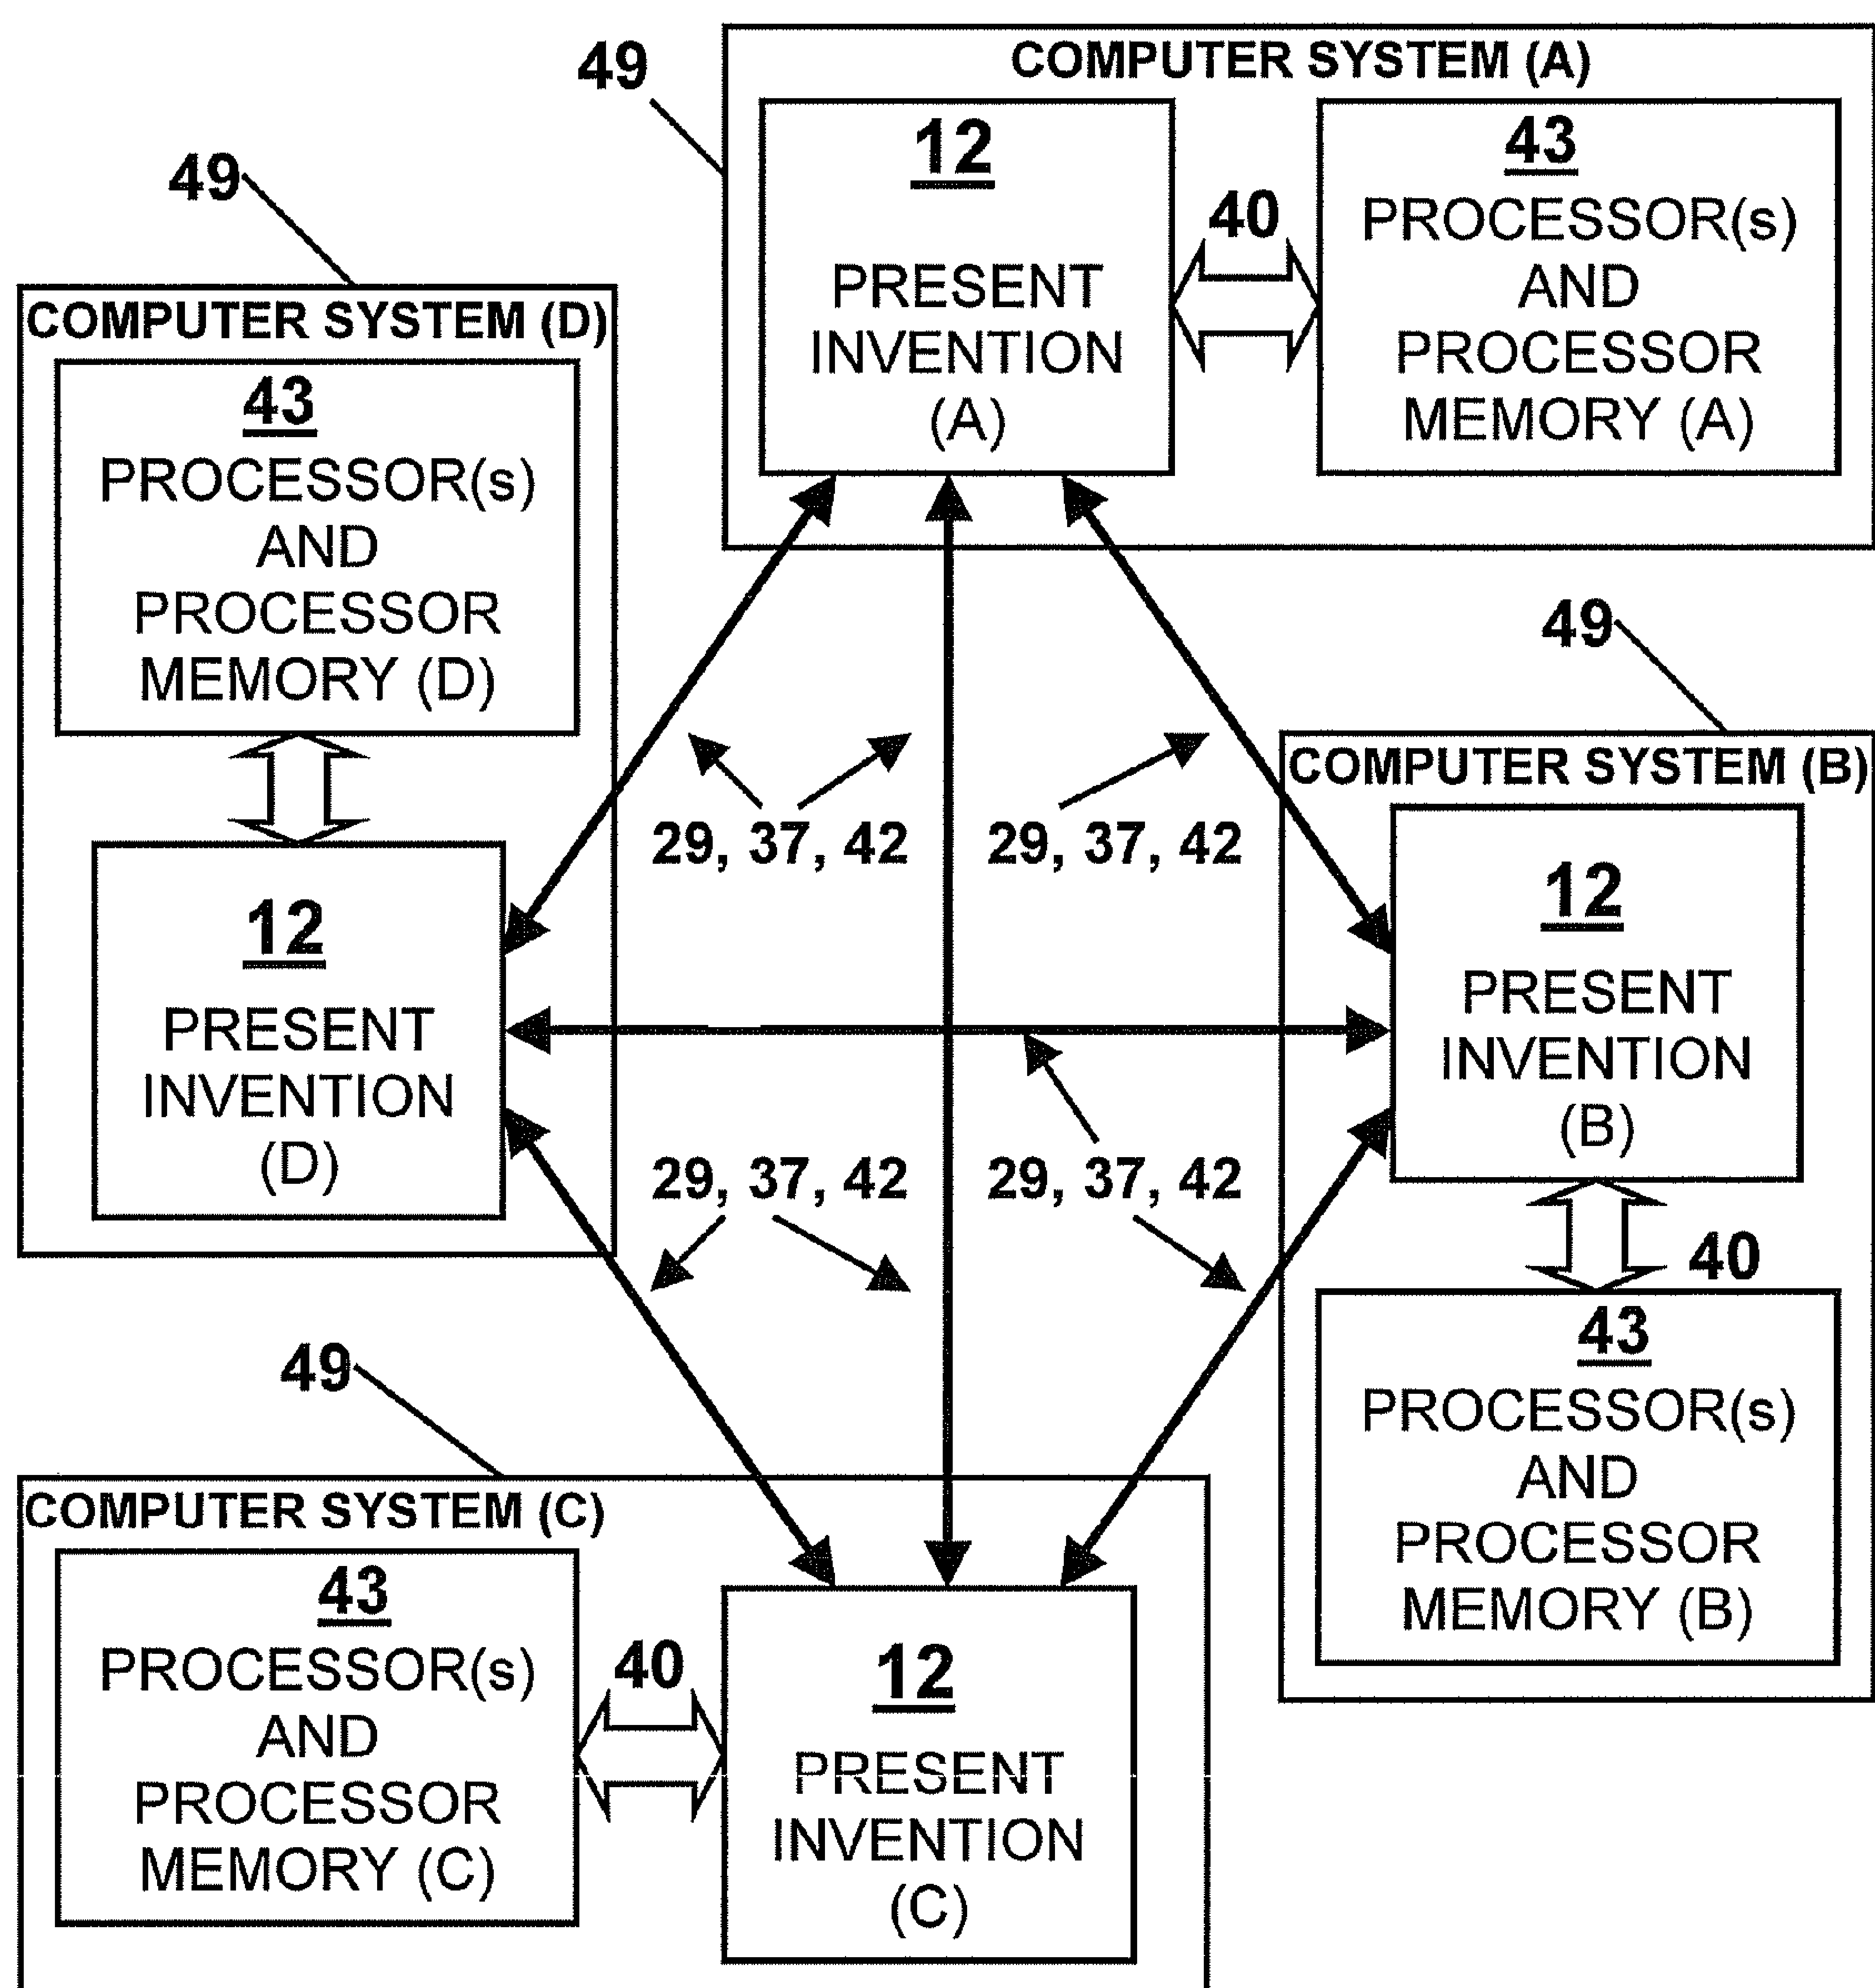 COMPUTER SYSTEM (A)
49
12
PRESENT
INVENTION
(A)
40
43
PROCESSOR(s)
AND
PROCESSOR
MEMORY (A)
49
COMPUTER SYSTEM (D)
43
PROCESSOR(s)
AND
PROCESSOR
MEMORY (D)
12
PRESENT
INVENTION
(D)
29, 37, 42
29, 37, 42
49
COMPUTER SYSTEM (B)
12
PRESENT
INVENTION
(B)
40
43
PROCESSOR(s)
AND
PROCESSOR
MEMORY (B)
29, 37, 42
29, 37, 42
49
COMPUTER SYSTEM (C)
43
PROCESSOR(s)
AND
PROCESSOR
MEMORY (C)
40
12
PRESENT
INVENTION
(C)